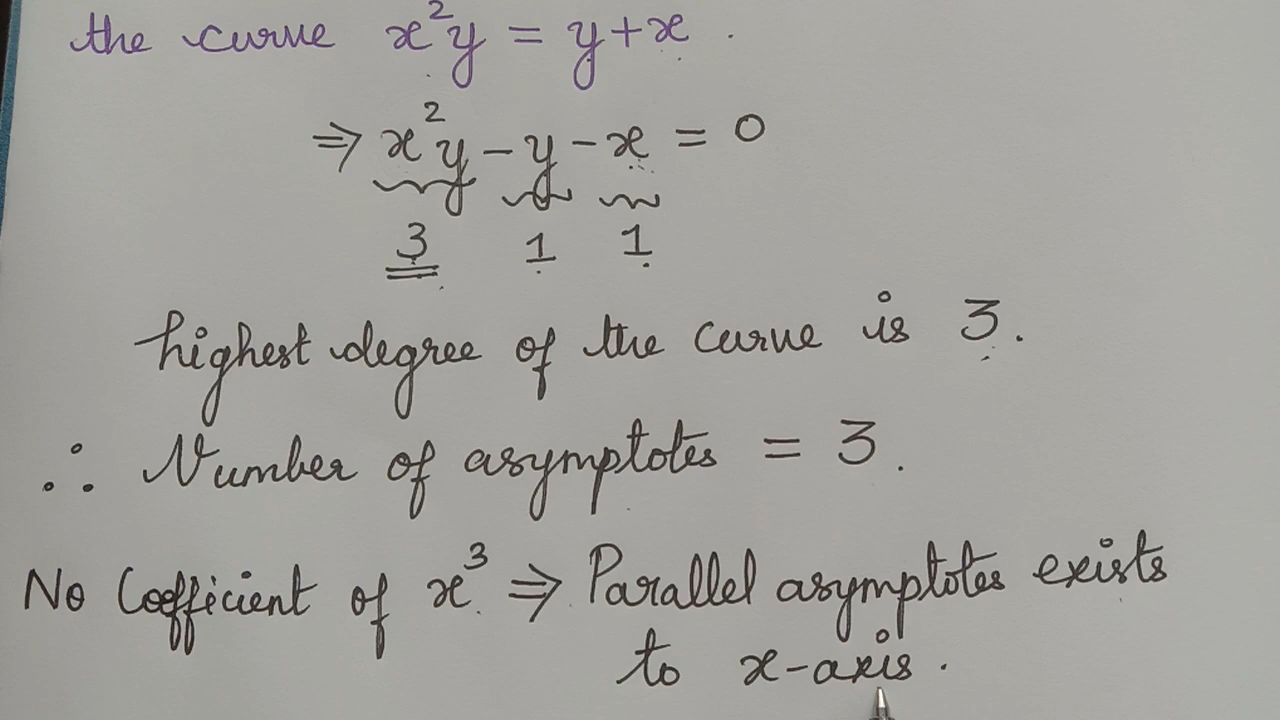 the curve x²y = y+x .
⇒ x²y – y – x = 0
3 1 1
highest degree of the curve is 3.
∴ Number of asymptotes = 3.
No Coefficient of x³ ⇒ Parallel asymptotes exists
to x-axis.